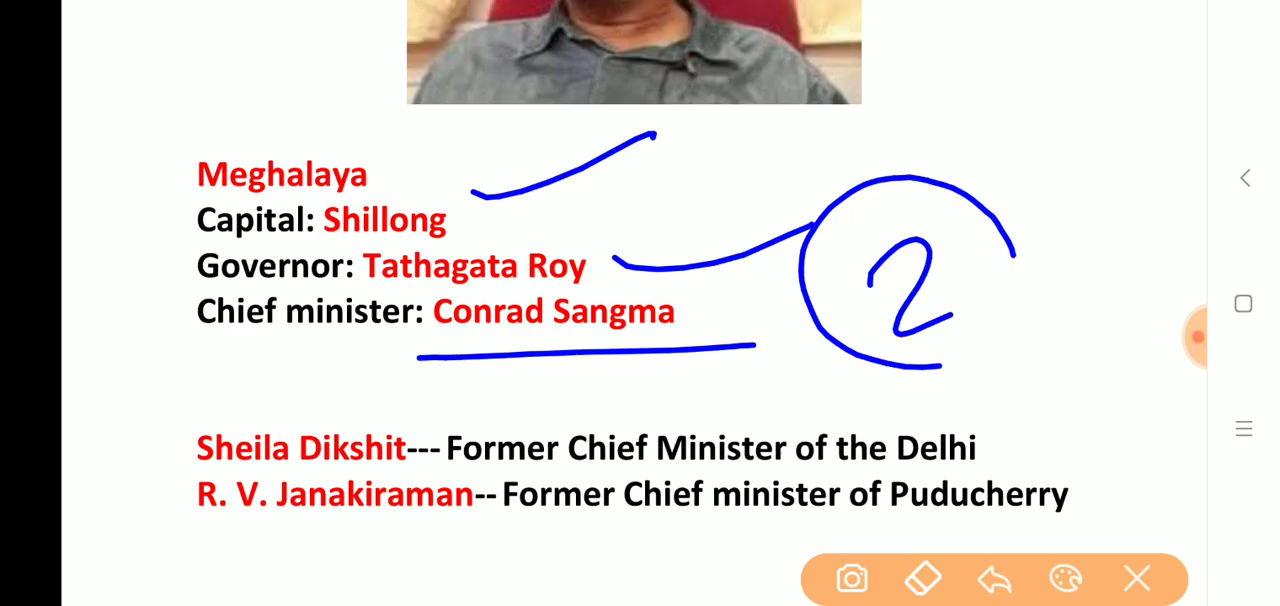 Meghalaya
Capital: Shillong
Governor: Tathagata Roy
Chief minister: Conrad Sangma
2
Sheila Dikshit--- Former Chief Minister of the Delhi
R. V. Janakiraman-- Former Chief minister of Puducherry